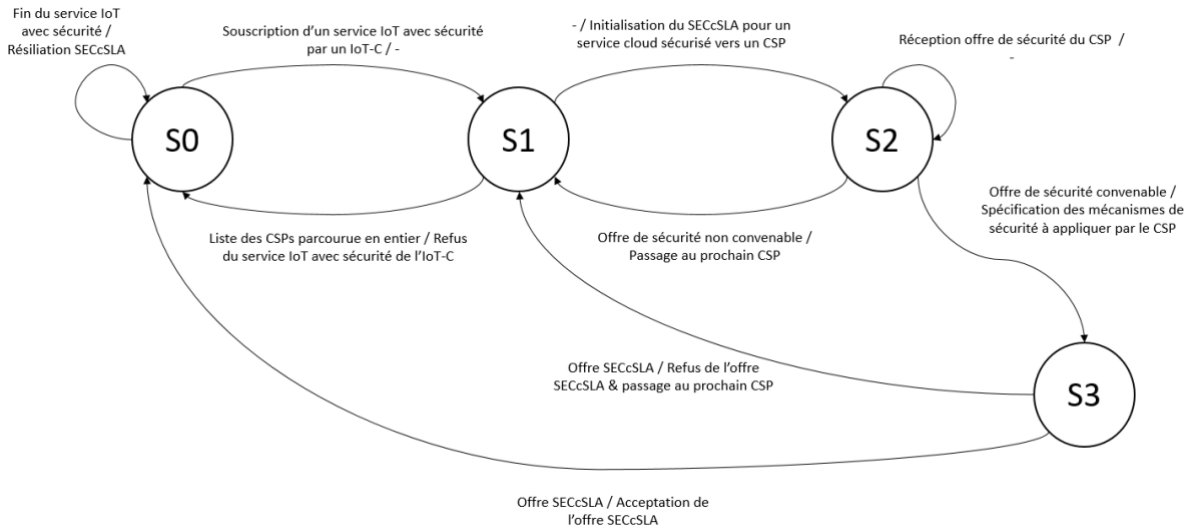 Fin du service IoT
avec sécurité /
Résiliation SECcSLA
Souscription d’un service IoT avec sécurité
par un IoT-C / -
- / Initialisation du SECcSLA pour un
service cloud sécurisé vers un CSP
Réception offre de sécurité du CSP /
-
S0
S1
S2
Liste des CSPs parcourue en entier / Refus
du service IoT avec sécurité de l’IoT-C
Offre de sécurité non convenable /
Passage au prochain CSP
Offre de sécurité convenable /
Spécification des mécanismes de
sécurité à appliquer par le CSP
Offre SECcSLA / Refus de l’offre
SECcSLA & passage au prochain CSP
S3
Offre SECcSLA / Acceptation de
l’offre SECcSLA